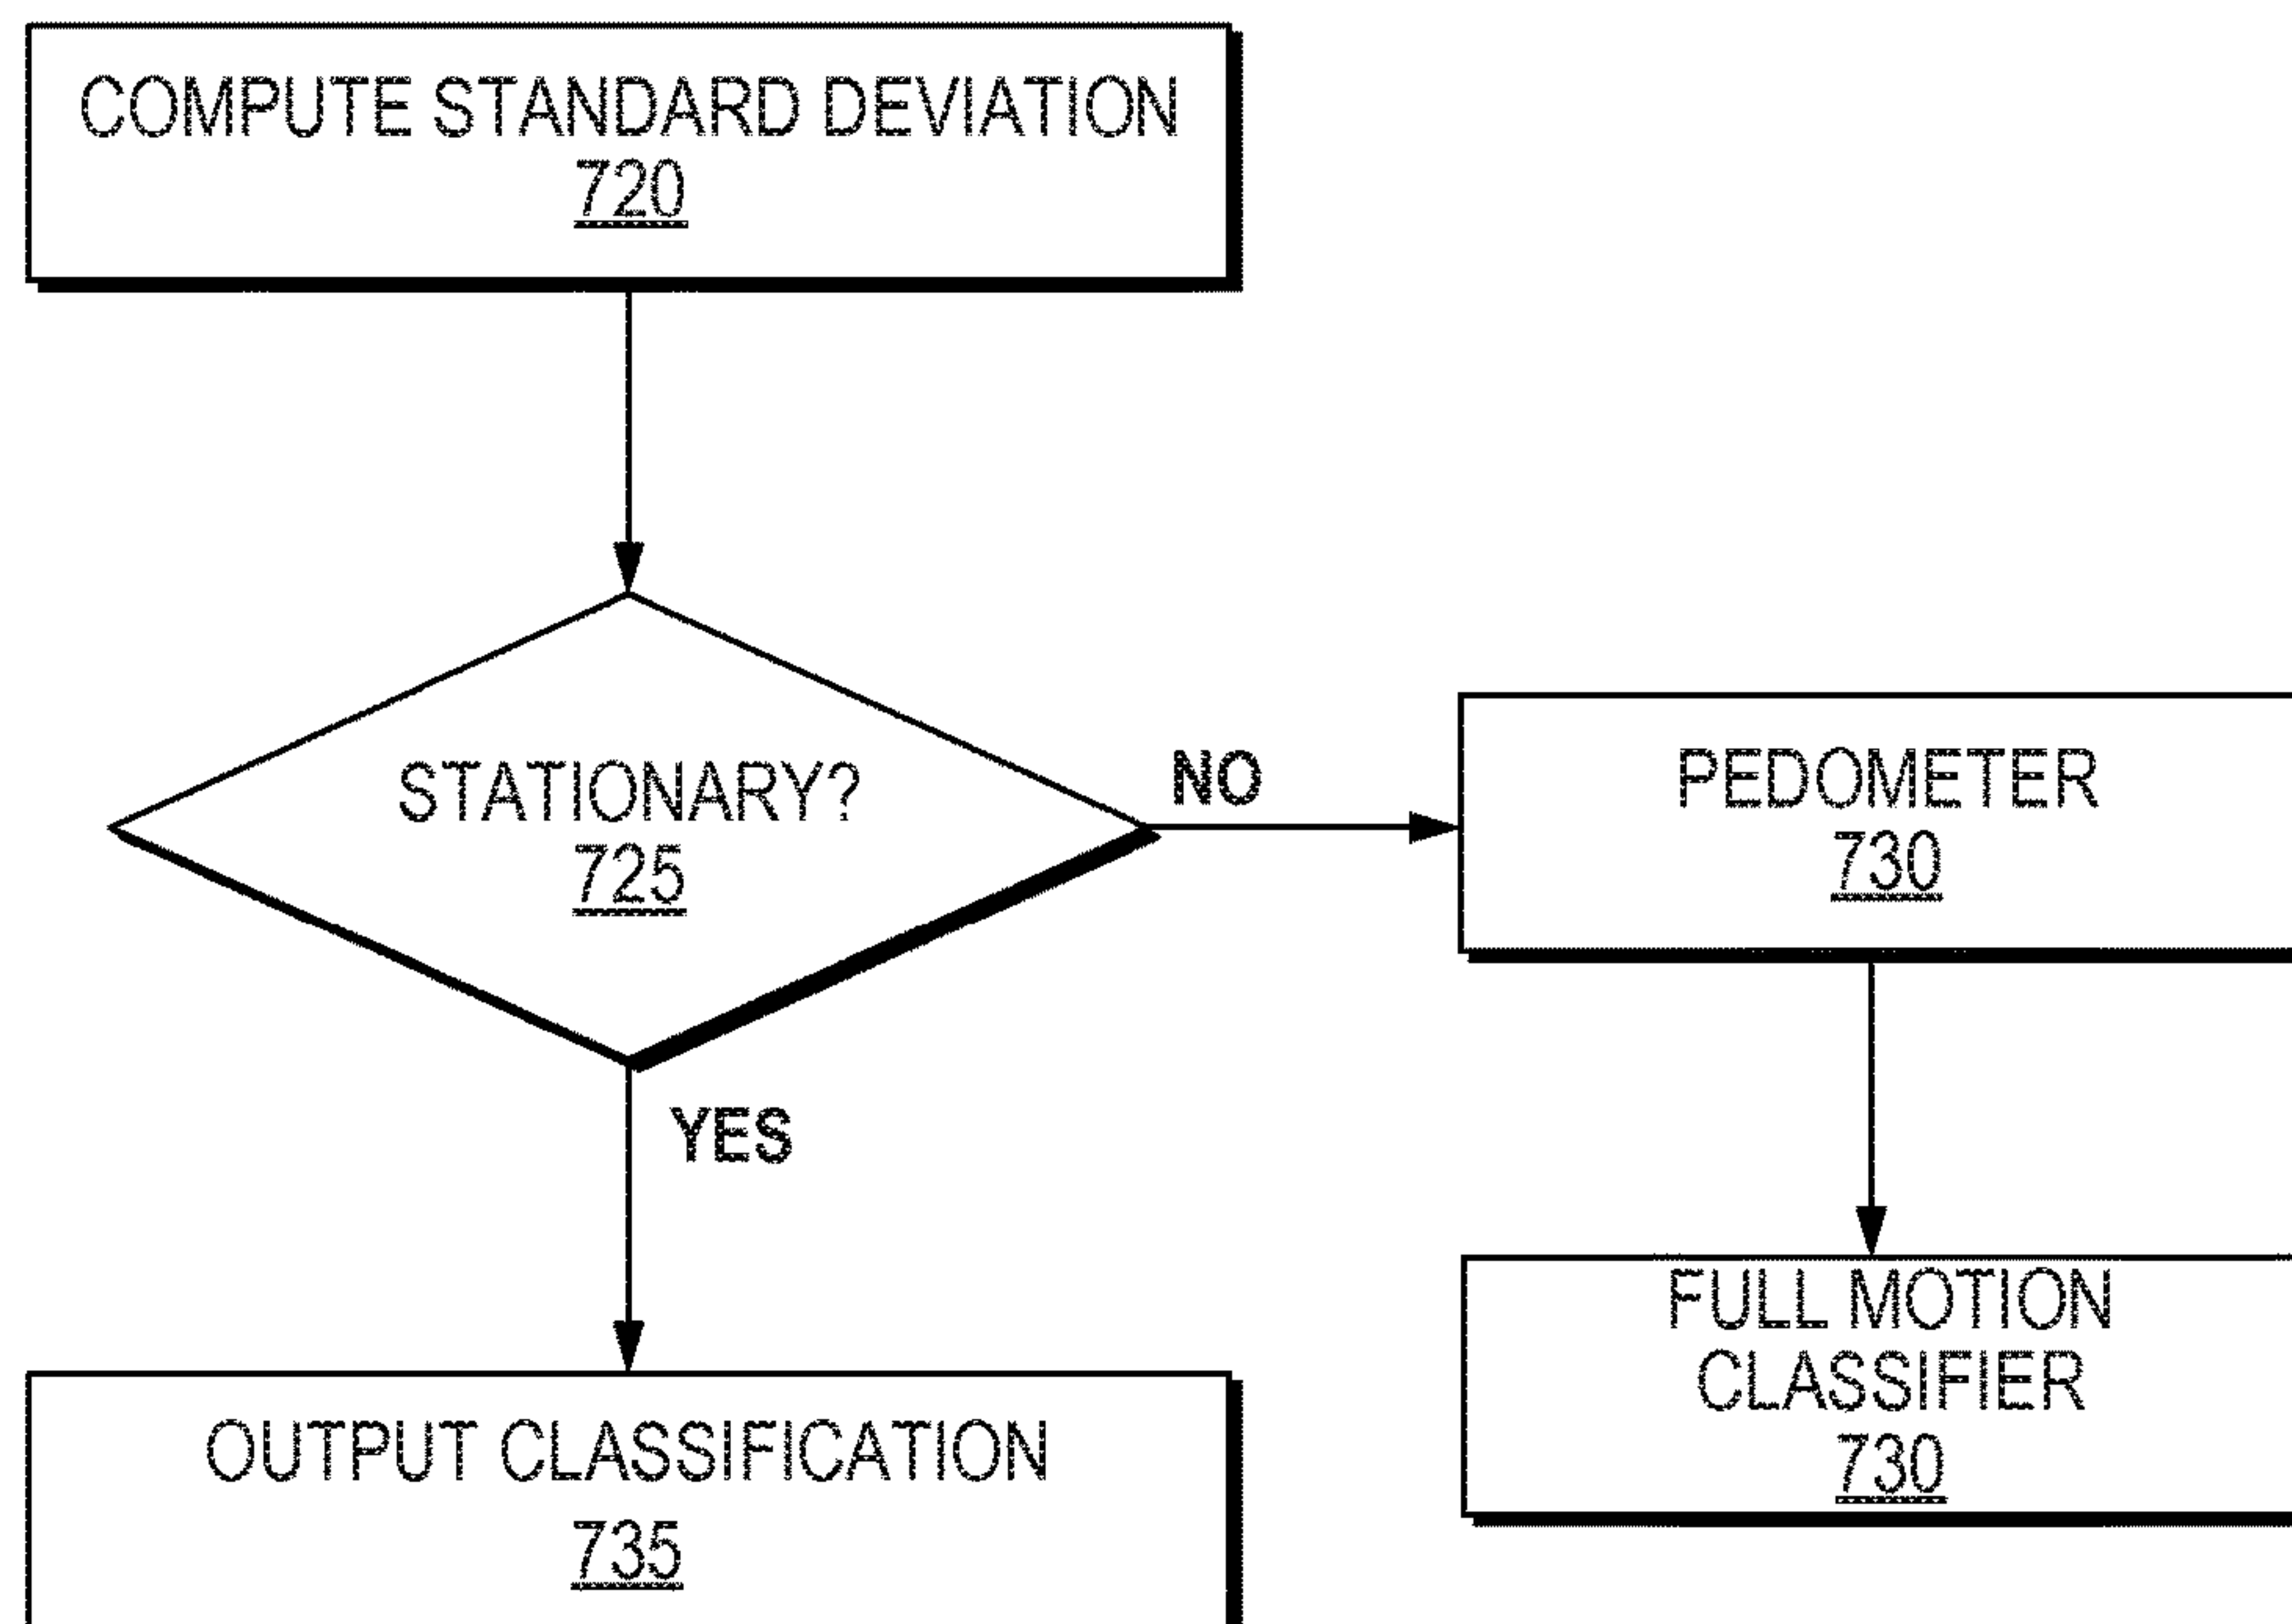 COMPUTE STANDARD DEVIATION
720
STATIONARY?
725
NO
PEDOMETER
730
YES
FULL MOTION
CLASSIFIER
730
OUTPUT CLASSIFICATION
735